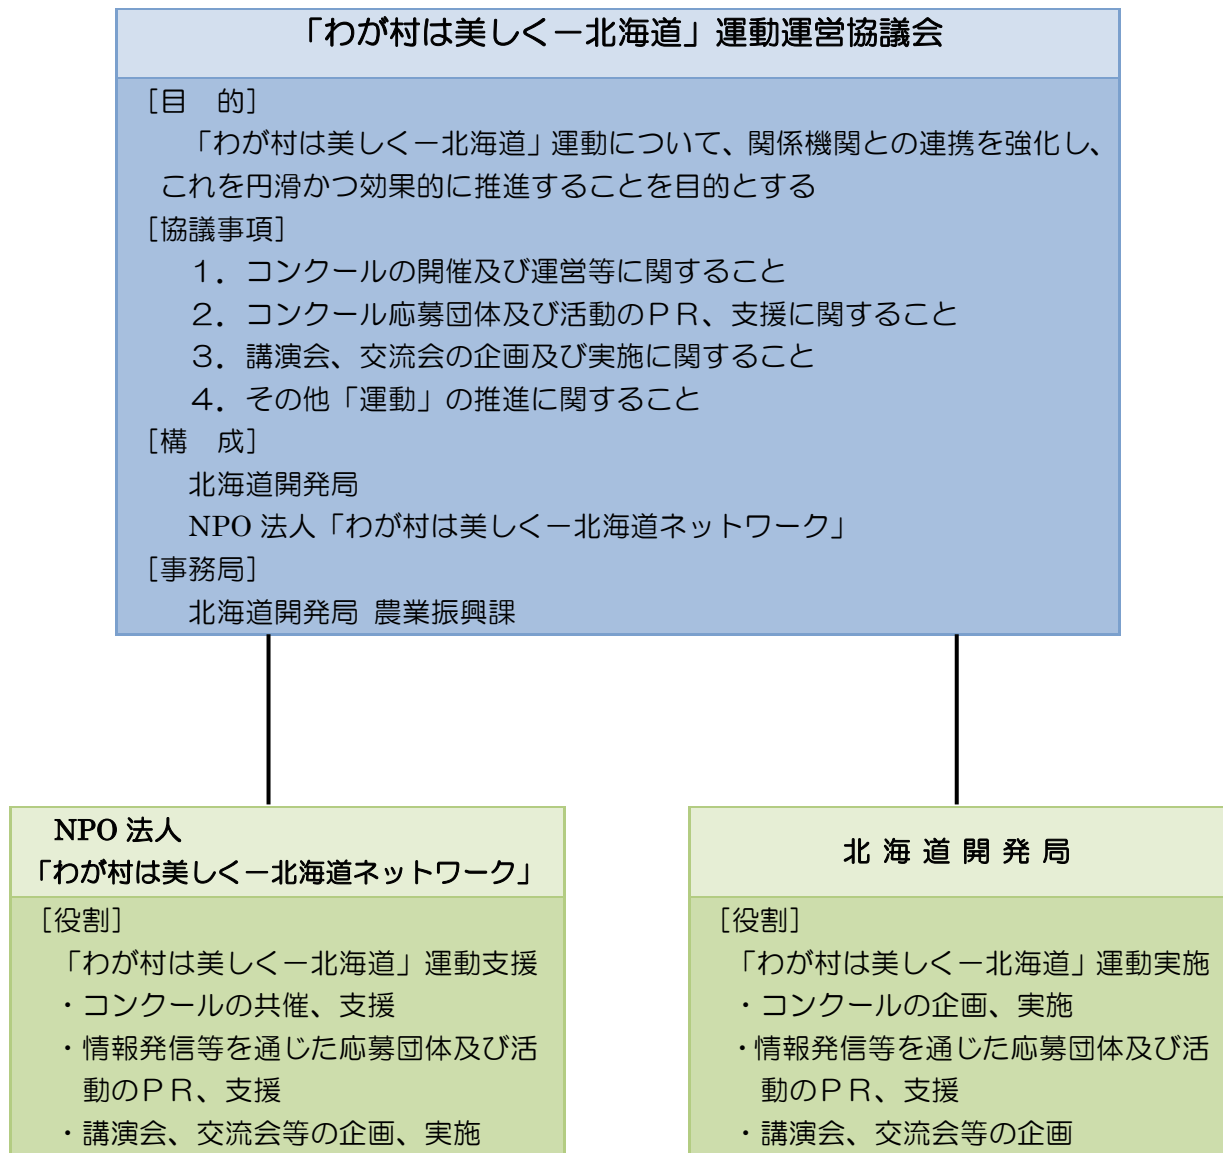 「わが村は美しくー北海道」運動運営協議会
［目　的］
「わが村は美しくー北海道」運動について、関係機関との連携を強化し、
これを円滑かつ効果的に推進することを目的とする
［協議事項］
１．コンクールの開催及び運営等に関すること
２．コンクール応募団体及び活動のＰＲ、支援に関すること
３．講演会、交流会の企画及び実施に関すること
４．その他「運動」の推進に関すること
［構　成］
北海道開発局
NPO 法人「わが村は美しくー北海道ネットワーク」
［事務局］
北海道開発局 農業振興課
NPO 法人
「わが村は美しくー北海道ネットワーク」
［役割］
「わが村は美しくー北海道」運動支援
・コンクールの共催、支援
・情報発信等を通じた応募団体及び活
動のＰＲ、支援
・講演会、交流会等の企画、実施
北 海 道 開 発 局
［役割］
「わが村は美しくー北海道」運動実施
・コンクールの企画、実施
・情報発信等を通じた応募団体及び活
動のＰＲ、支援
・講演会、交流会等の企画